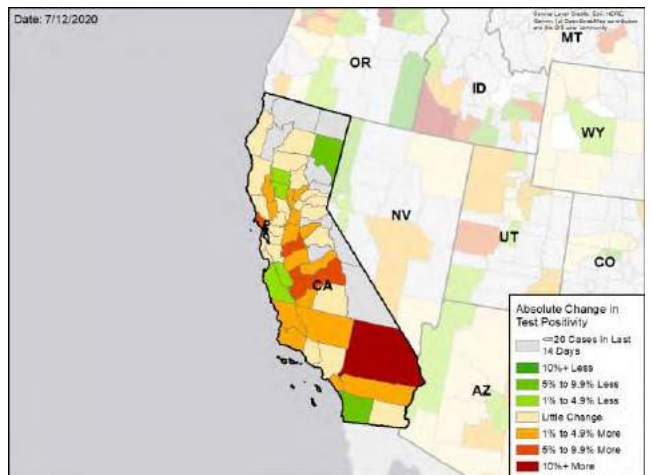 Date: 7/12/2020
MT
OR
ID
WY
NV
UT
CO
CA
AZ
Absolute Change in
Test Positivity
<=20 Cases in Last
14 Days
10%+ Less
5% to 9.9% Less
1% to 4.9% Less
Little Change
1% to 4.9% More
5% to 9.9% More
10%+ More